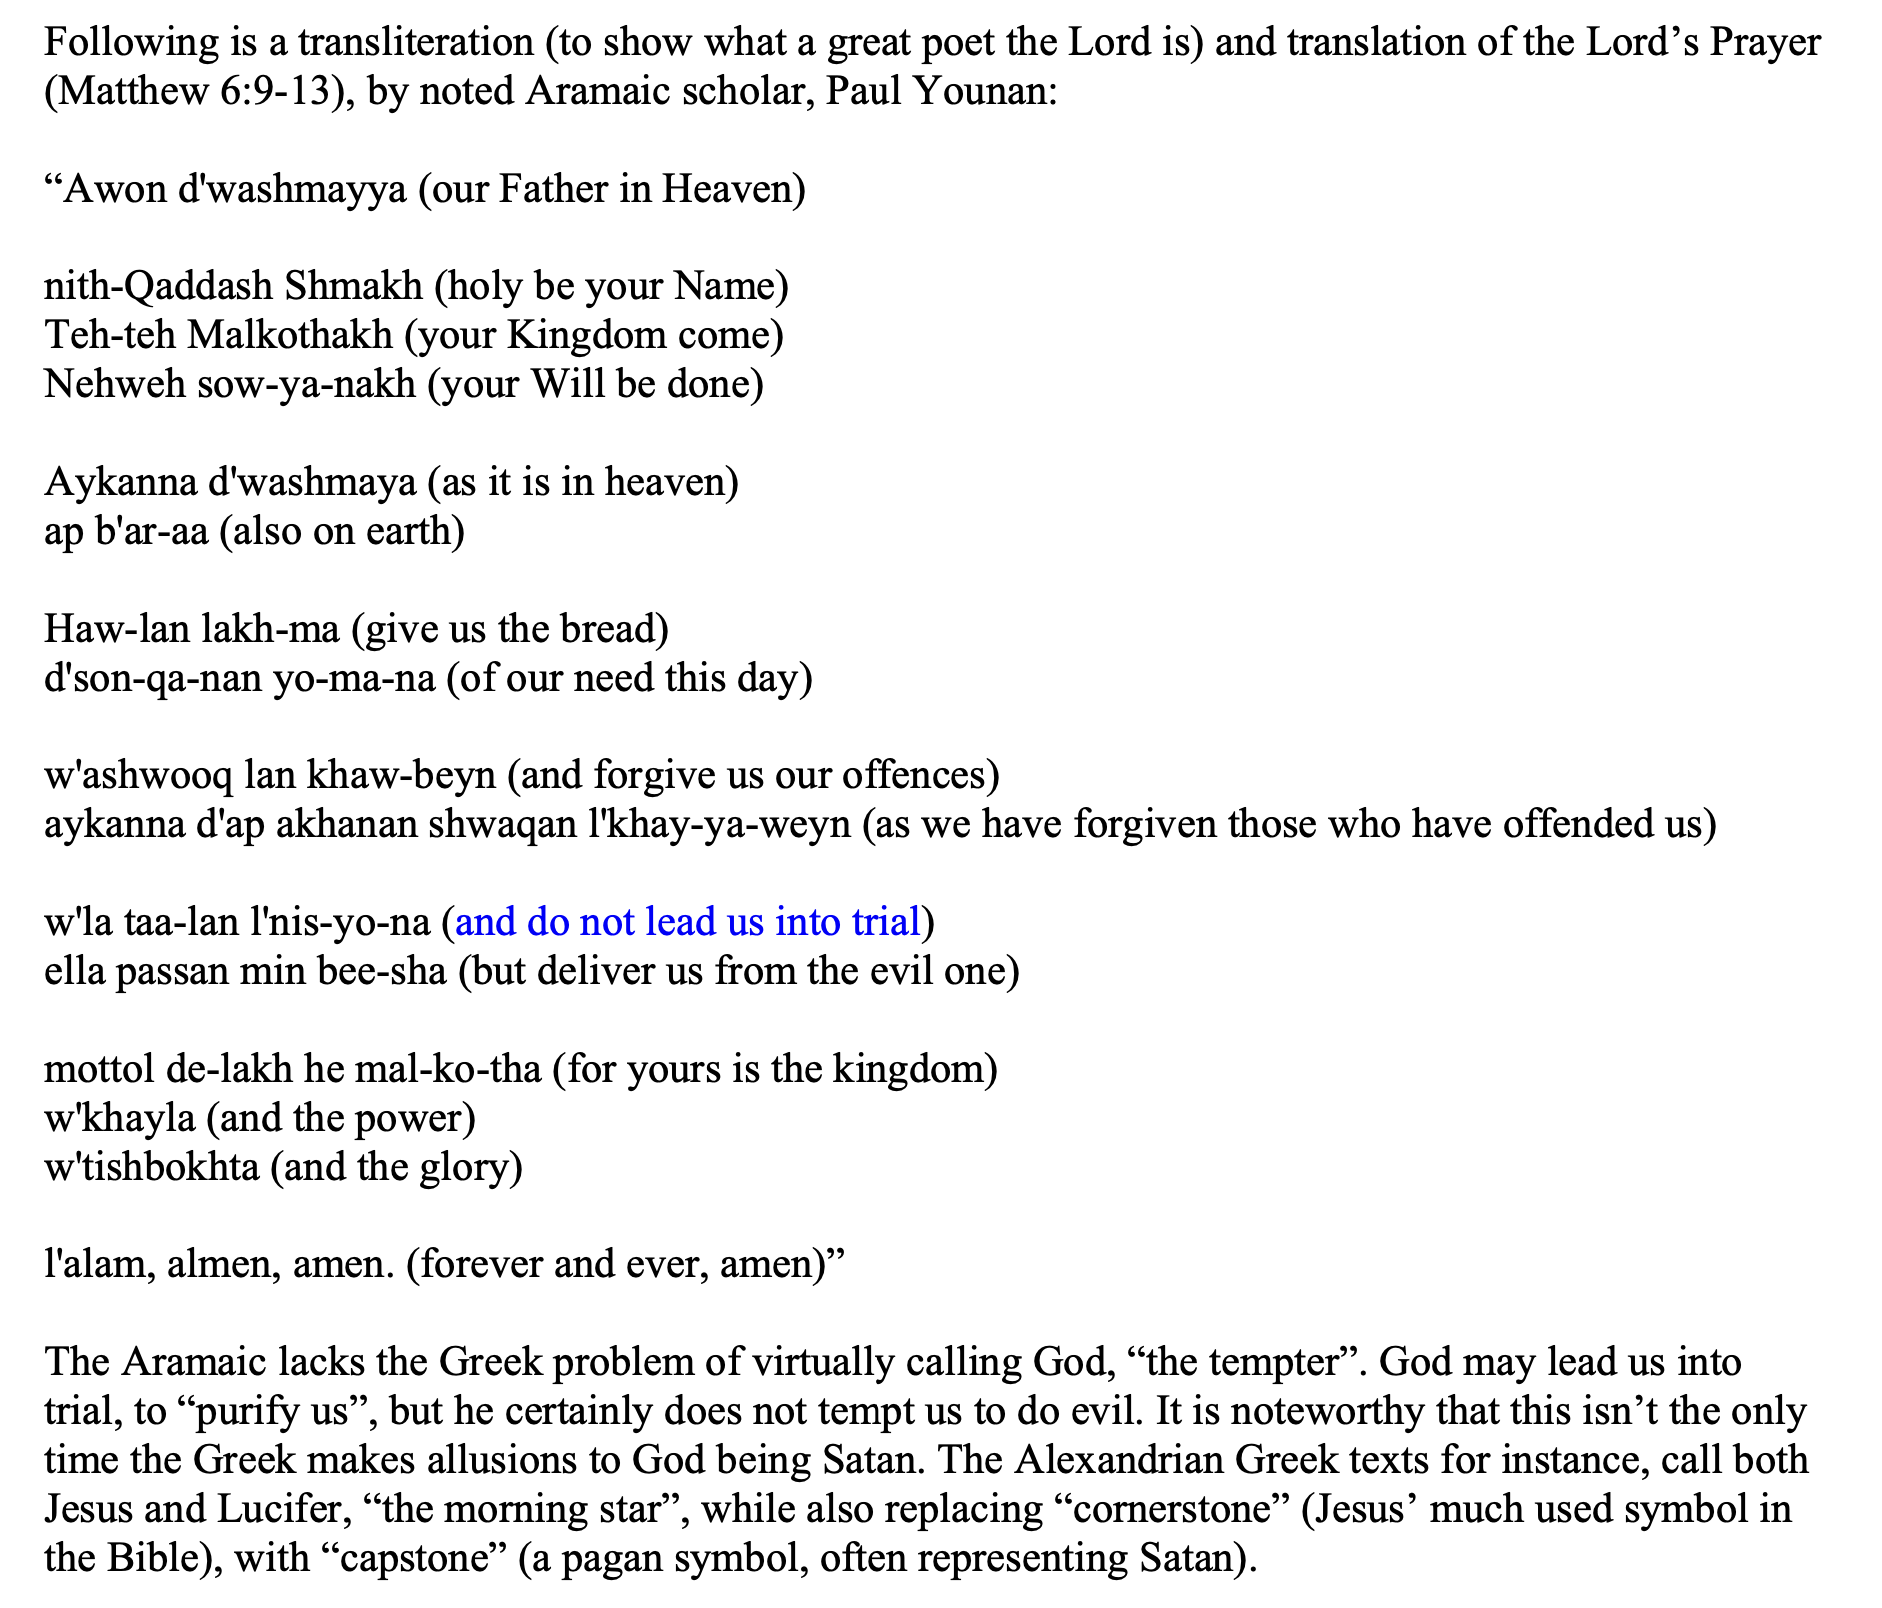 Following is a transliteration (to show what a great poet the Lord is) and translation of the Lord’s Prayer
(Matthew 6:9-13), by noted Aramaic scholar, Paul Younan:
“Awon d'washmayya (our Father in Heaven)
nith-Qaddash Shmakh (holy be your Name)
Teh-teh Malkothakh (your Kingdom come)
Nehweh sow-ya-nakh (your Will be done)
Aykanna d'washmaya (as it is in heaven)
ap b'ar-aa (also on earth)
Haw-lan lakh-ma (give us the bread)
d'son-qa-nan yo-ma-na (of our need this day)
w'ashwooq lan khaw-beyn (and forgive us our offences)
aykanna d'ap akhanan shwaqan l'khay-ya-weyn (as we have forgiven those who have offended us)
w'la taa-lan l'nis-yo-na (and do not lead us into trial)
ella passan min bee-sha (but deliver us from the evil one)
mottol de-lakh he mal-ko-tha (for yours is the kingdom)
w'khayla (and the power)
w'tishbokhta (and the glory)
l'alam, almen, amen. (forever and ever, amen)”
The Aramaic lacks the Greek problem of virtually calling God, “the tempter”. God may lead us into
trial, to “purify us”, but he certainly does not tempt us to do evil. It is noteworthy that this isn’t the only
time the Greek makes allusions to God being Satan. The Alexandrian Greek texts for instance, call both
Jesus and Lucifer, “the morning star”, while also replacing “cornerstone” (Jesus’ much used symbol in
the Bible), with “capstone” (a pagan symbol, often representing Satan).